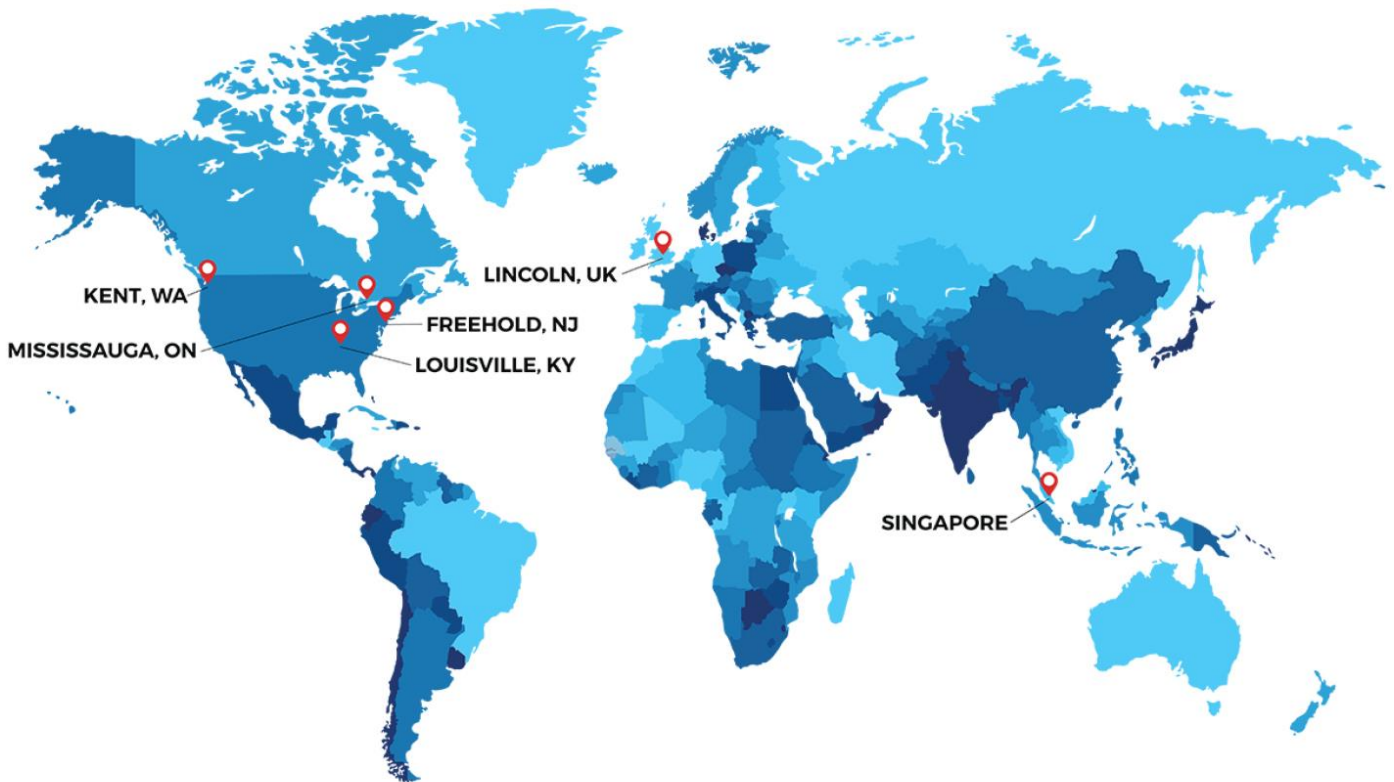 LINCOLN, UK
KENT, WA
FREEHOLD, NJ
MISSISSAUGA, ON
LOUISVILLE, KY
SINGAPORE